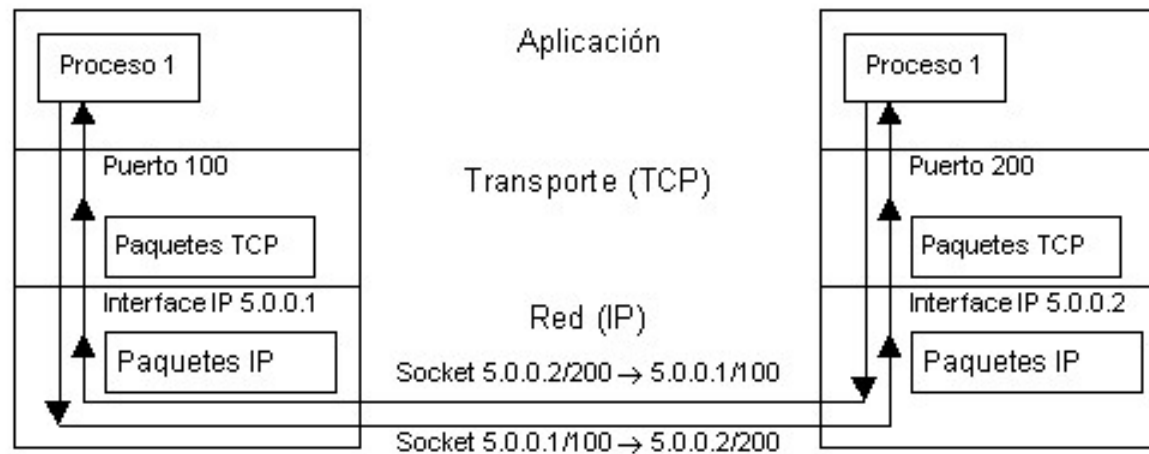 Aplicación
Proceso 1
Proceso 1
Puerto 100
Transporte (TCP)
Puerto 200
Paquetes TCP
Paquetes TCP
Interface IP 5.0.0.1
Red (IP)
Interface IP 5.0.0.2
Paquetes IP
Paquetes IP
Socket 5.0.0.2/200 → 5.0.0.1/100
Socket 5.0.0.1/100 → 5.0.0.2/200